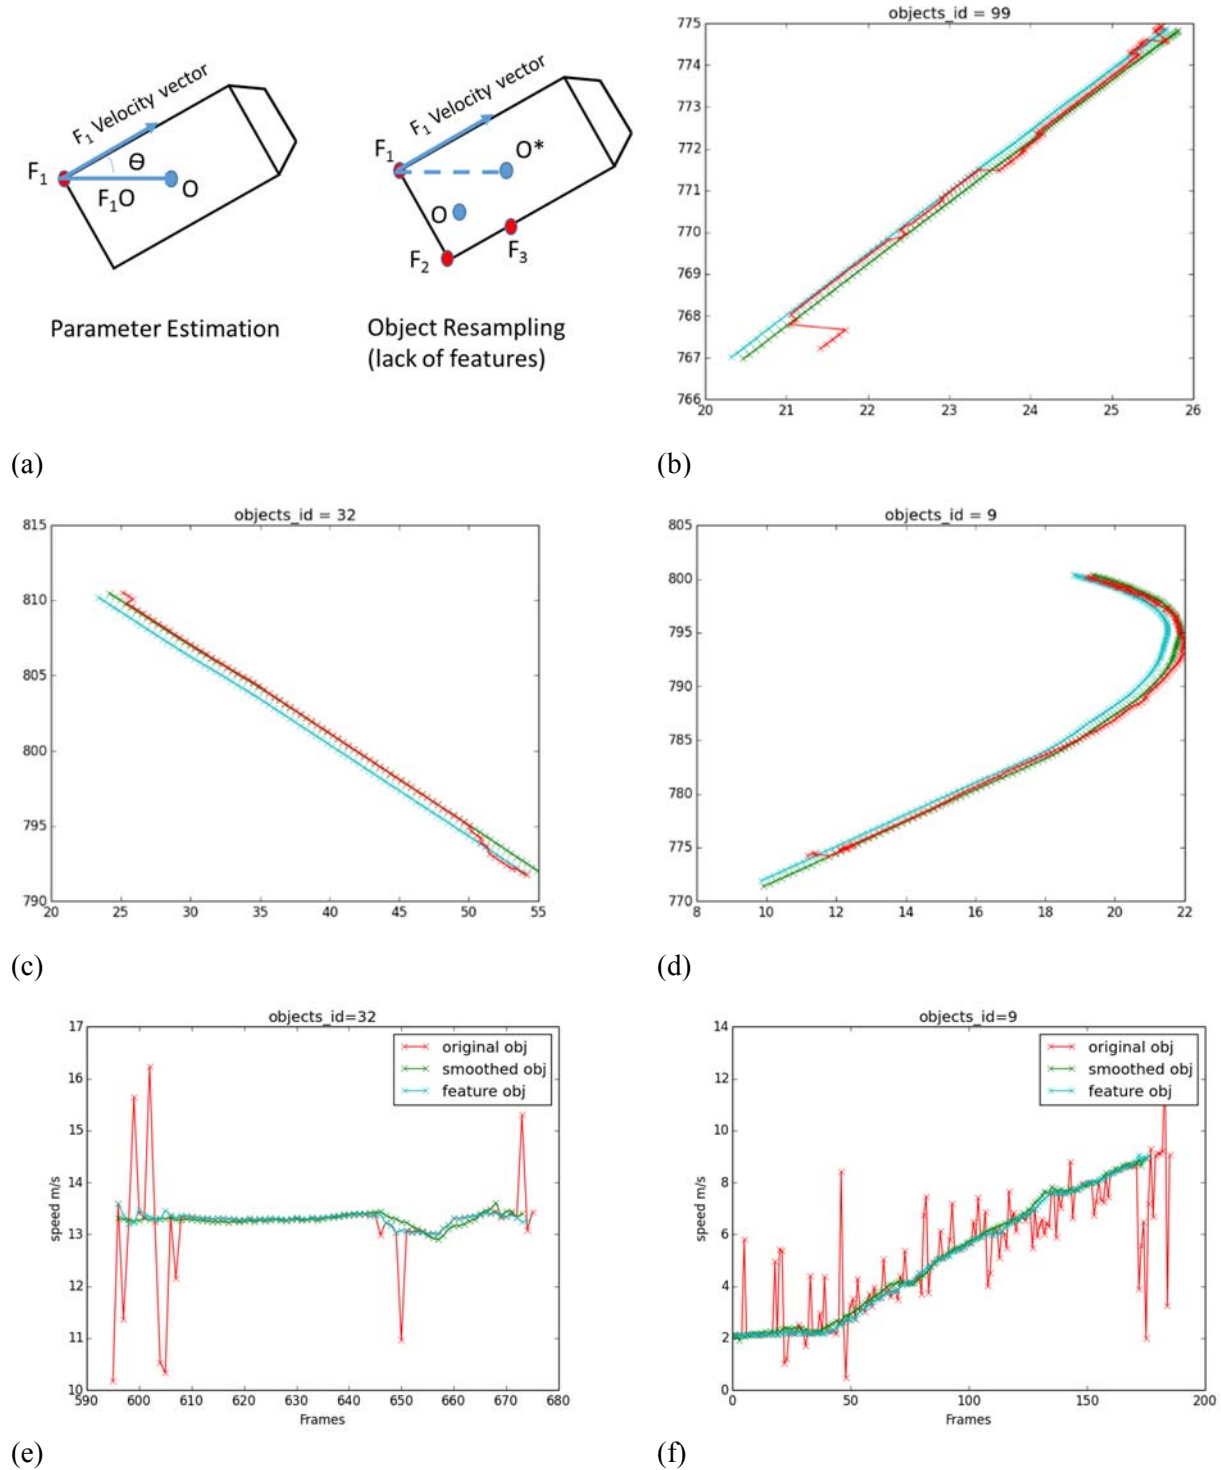 F₁ Velocity vector
F₁
Θ
F₁O
O
Parameter Estimation
F₁ Velocity vector
F₁
O*
O
F₂
F₃
Object Resampling
(lack of features)
(a)
objects_id = 99
775
774
773
772
771
770
769
768
767
766
20 21 22 23 24 25 26
(b)
objects_id = 32
815
810
805
800
795
790
20 25 30 35 40 45 50 55
(c)
objects_id = 9
805
800
795
790
785
780
775
770
8 10 12 14 16 18 20 22
(d)
objects_id=32
17
16
15
14
13
12
11
10
speed m/s
original obj
smoothed obj
feature obj
590 600 610 620 630 640 650 660 670 680
Frames
(e)
objects_id=9
14
12
10
8
6
4
2
0
speed m/s
original obj
smoothed obj
feature obj
0 50 100 150 200
Frames
(f)